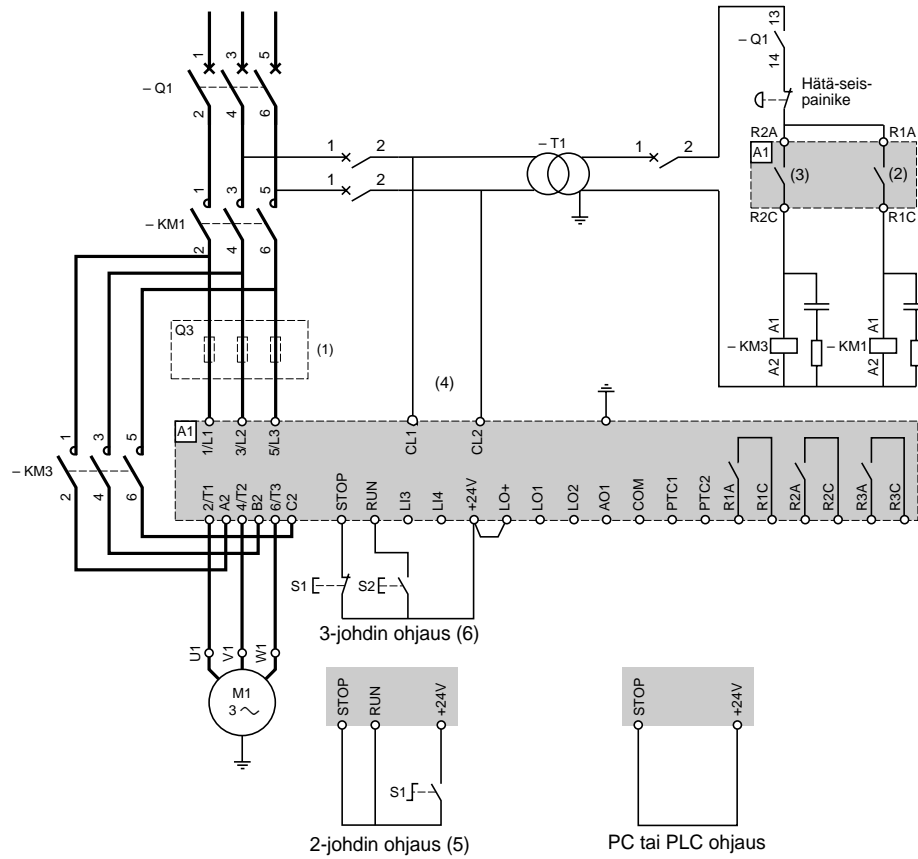 1 3 5
– Q1
2 4 6
1 2
1 2
– T1
1 2
13
– Q1
14
Hätä-seis-
painike
R2A R1A
A1
(3) (2)
R2C R1C
1 3 5
– KM1
2 4 6
Q3
(1)
(4)
A1 A1
– KM3 – KM1
A2 A2
A1
1/L1 3/L2 5/L3 CL1 CL2
1 3 5
– KM3
2 4 6
2/T1 A2 4/T2 B2 6/T3 C2 STOP RUN LI3 LI4 +24V LO+ LO1 LO2 AO1 COM PTC1 PTC2 R1A R1C R2A R2C R3A R3C
S1 S2
3-johdin ohjaus (6)
U1 V1 W1
M1
3
STOP RUN +24V
S1
2-johdin ohjaus (5)
STOP +24V
PC tai PLC ohjaus